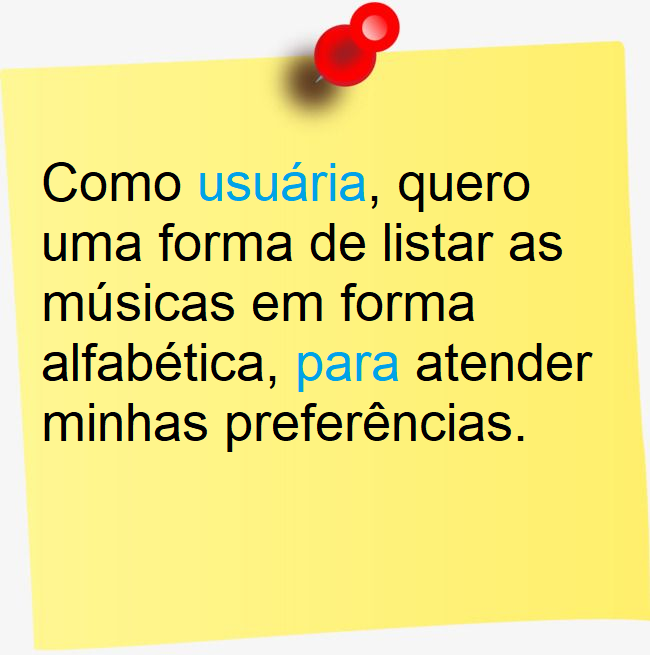 Como usuária, quero
uma forma de listar as
músicas em forma
alfabética, para atender
minhas preferências.